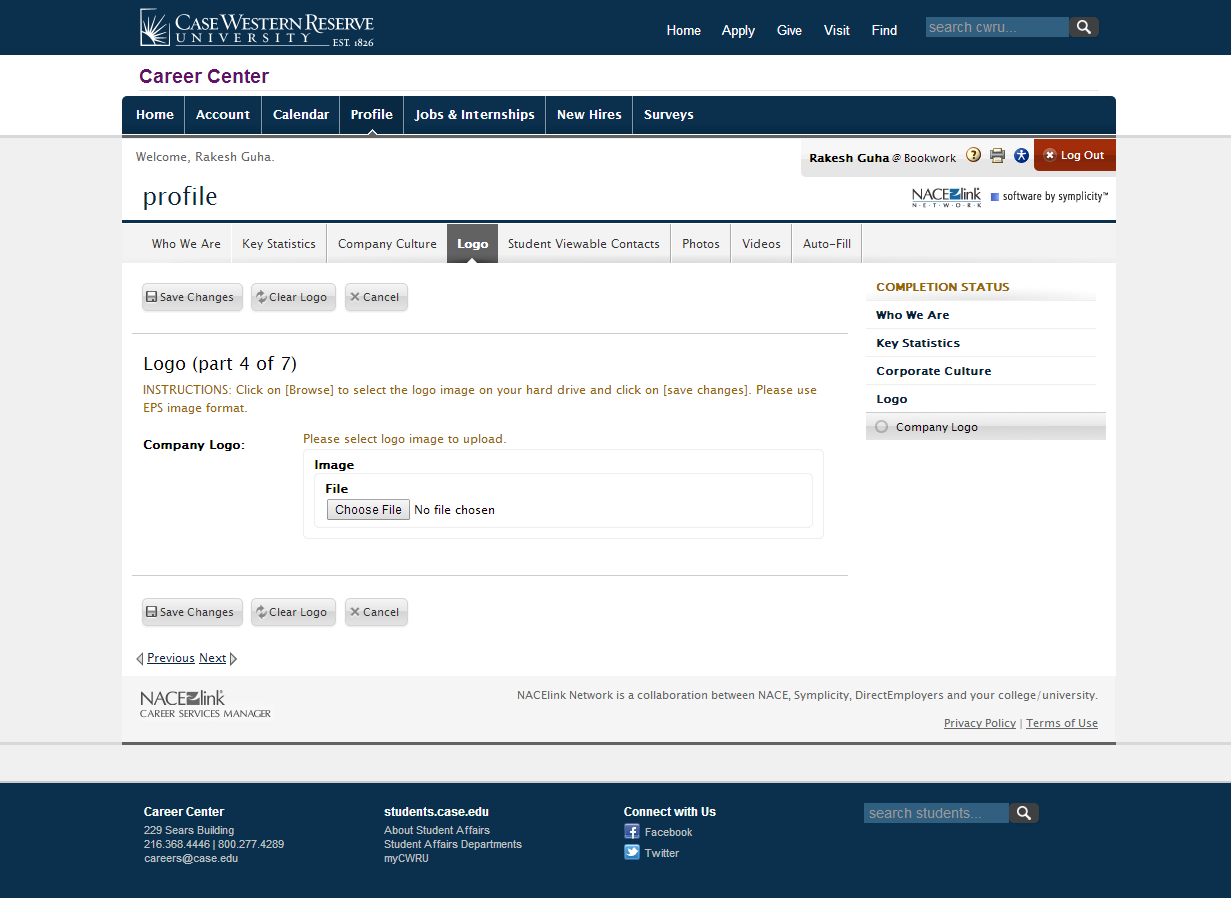 CASE WESTERN RESERVE
UNIVERSITY EST. 1826
Home Apply Give Visit Find
search cwru...
Career Center
Home Account Calendar Profile Jobs & Internships New Hires Surveys
Welcome, Rakesh Guha.
Rakesh Guha @ Bookwork ? Log Out
profile
NACElink
NETWORK
software by symplicity™
Who We Are Key Statistics Company Culture Logo Student Viewable Contacts Photos Videos Auto-Fill
Save Changes Clear Logo Cancel
Logo (part 4 of 7)
INSTRUCTIONS: Click on [Browse] to select the logo image on your hard drive and click on [save changes]. Please use
EPS image format.
Company Logo:
Please select logo image to upload.
Image
File
Choose File No file chosen
Save Changes Clear Logo Cancel
Previous Next
COMPLETION STATUS
Who We Are
Key Statistics
Corporate Culture
Logo
Company Logo
NACElink
CAREER SERVICES MANAGER
NACElink Network is a collaboration between NACE, Symplicity, DirectEmployers and your college/university.
Privacy Policy | Terms of Use
Career Center
229 Sears Building
216.368.4446 | 800.277.4289
careers@case.edu
students.case.edu
About Student Affairs
Student Affairs Departments
myCWRU
Connect with Us
Facebook
Twitter
search students...